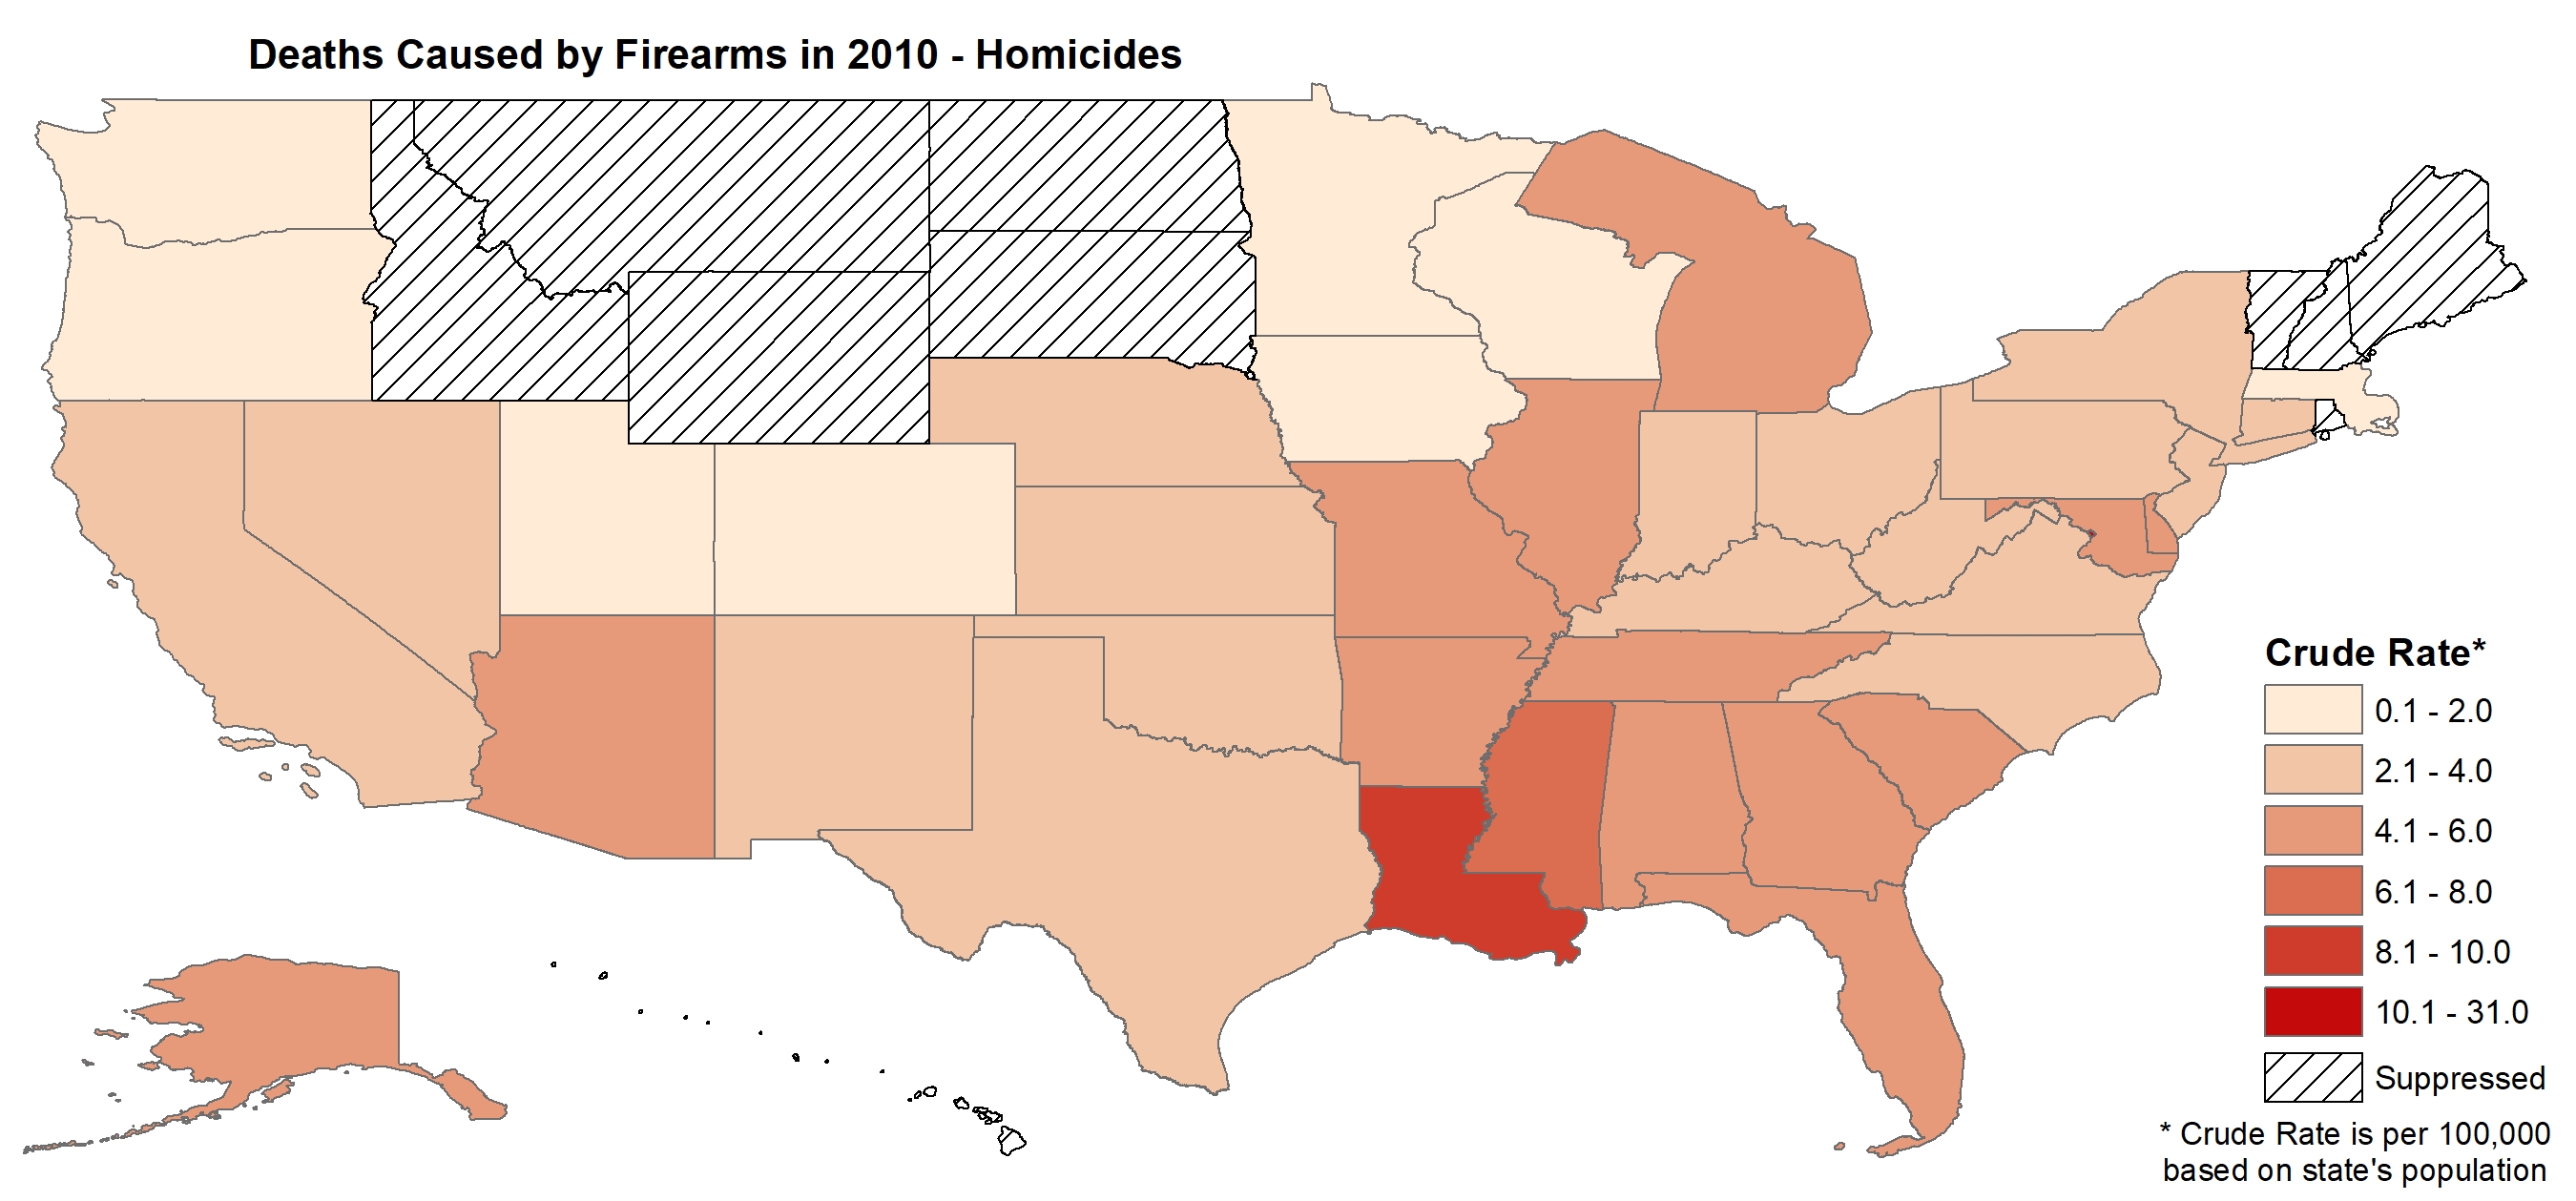 Deaths Caused by Firearms in 2010 - Homicides
Crude Rate*
0.1 - 2.0
2.1 - 4.0
4.1 - 6.0
6.1 - 8.0
8.1 - 10.0
10.1 - 31.0
Suppressed
* Crude Rate is per 100,000
based on state's population